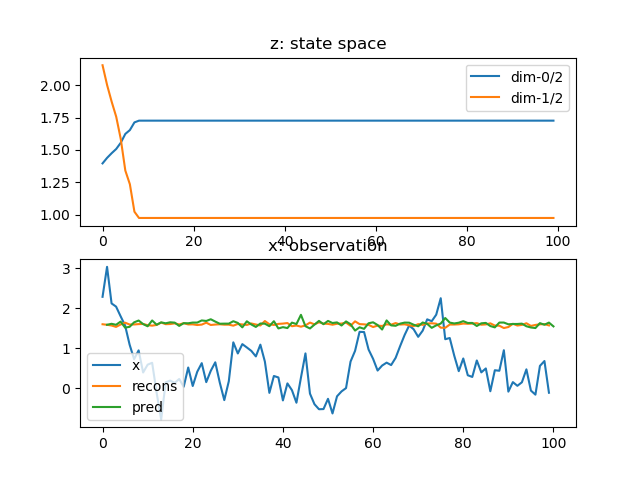 z: state space
2.00
1.75
1.50
1.25
1.00
dim-0/2
dim-1/2
0 20 40 60 80 100
x: observation
3
2
1
0
x
recons
pred
0 20 40 60 80 100